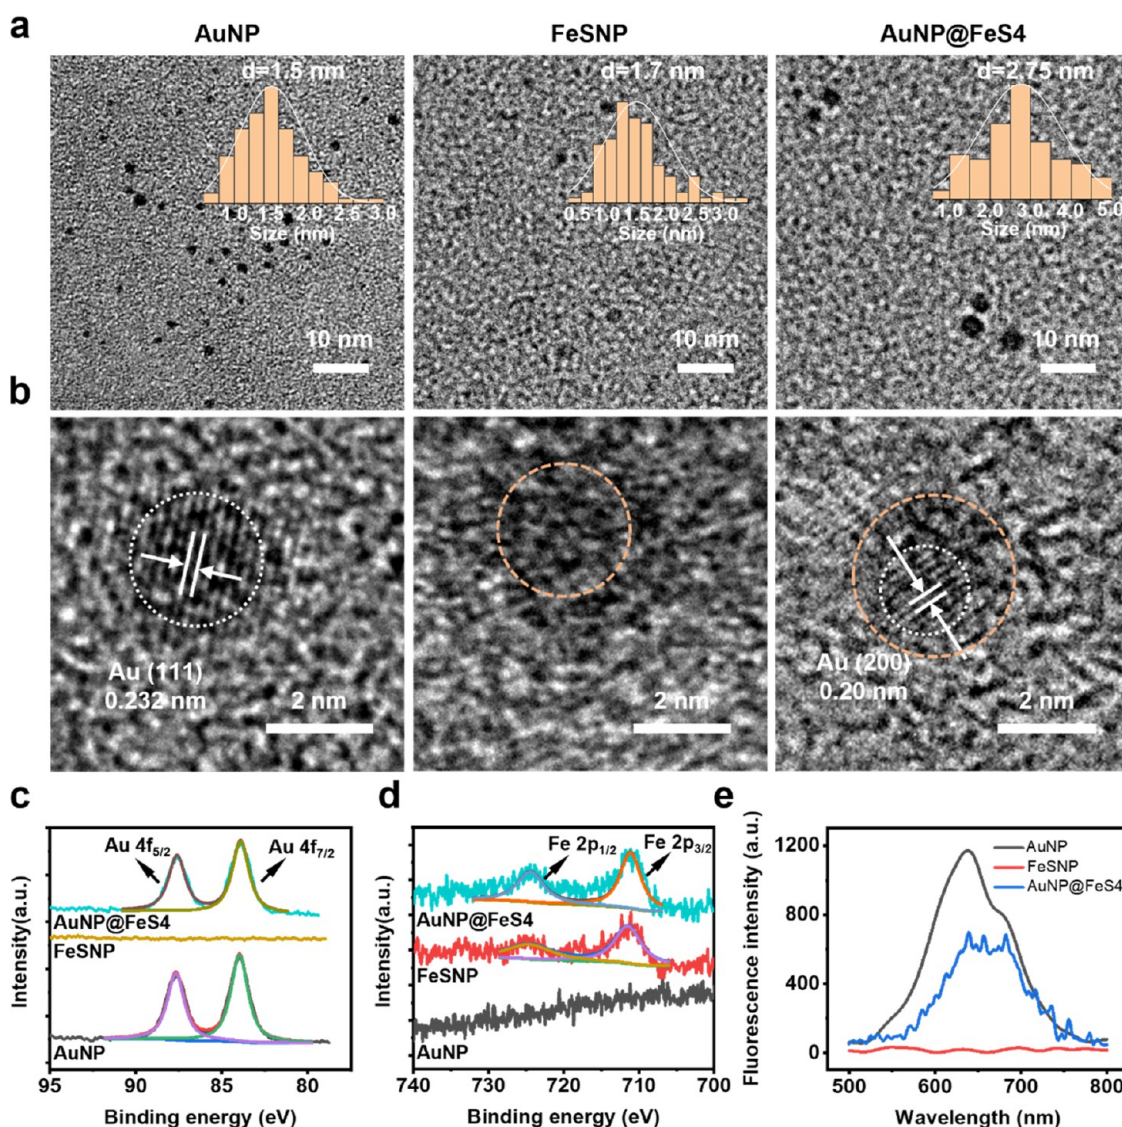 a
AuNP
FeSNP
AuNP@FeS4
d=1.5 nm
d=1.7 nm
d=2.75 nm
1.0 1.5 2.0 2.5 3.0
Size (nm)
0.5 1.0 1.5 2.0 2.5 3.0
Size (nm)
1.0 2.0 3.0 4.0 5.0
Size (nm)
10 nm
10 nm
10 nm
b
Au (111)
0.232 nm
2 nm
2 nm
Au (200)
0.20 nm
2 nm
c
Intensity(a.u.)
Au 4f5/2
Au 4f7/2
AuNP@FeS4
FeSNP
AuNP
95 90 85 80
Binding energy (eV)
d
Intensity(a.u.)
Fe 2p1/2
Fe 2p3/2
AuNP@FeS4
FeSNP
AuNP
740 730 720 710 700
Binding energy (eV)
e
Fluorescence intensity (a.u.)
1200
800
400
0
AuNP
FeSNP
AuNP@FeS4
500 600 700 800
Wavelength (nm)